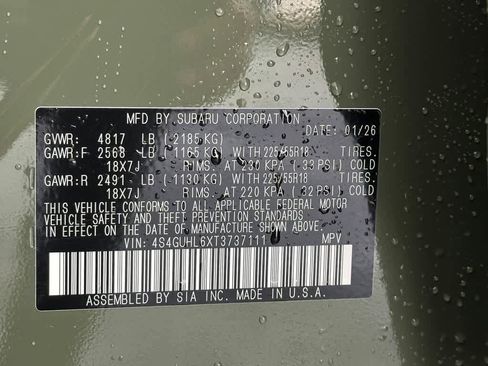 MFD BY SUBARU CORPORATION
DATE: 01/26
GVWR: 4817 LB (2185 KG)
GAWR:F 2568 LB (1165 KG) WITH 225/55R18 TIRES.
18X7J RIMS. AT 230 KPA (33 PSI) COLD
GAWR:R 2491 LB (1130 KG) WITH 225/55R18 TIRES.
18X7J RIMS. AT 220 KPA (32 PSI) COLD
THIS VEHICLE CONFORMS TO ALL APPLICABLE FEDERAL MOTOR
VEHICLE SAFETY AND THEFT PREVENTION STANDARDS IN
EFFECT ON THE DATE OF MANUFACTURE SHOWN ABOVE.
VIN: 4S4GUHL6XT3737111 MPV
ASSEMBLED BY SIA INC. MADE IN U.S.A.